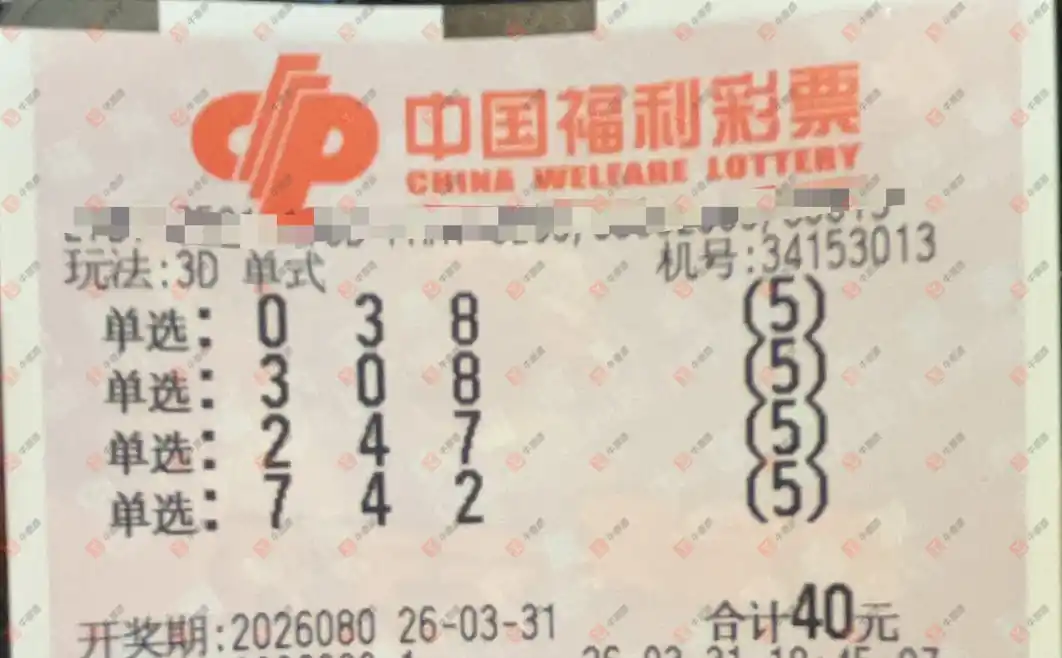 中国福利彩票
CHINA WELFARE LOTTERY
玩法:3D 单式 机号:34153013
单选: 0 3 8 (5)
单选: 3 0 8 (5)
单选: 2 4 7 (5)
单选: 7 4 2 (5)
开奖期:2026080 26-03-31 合计40元